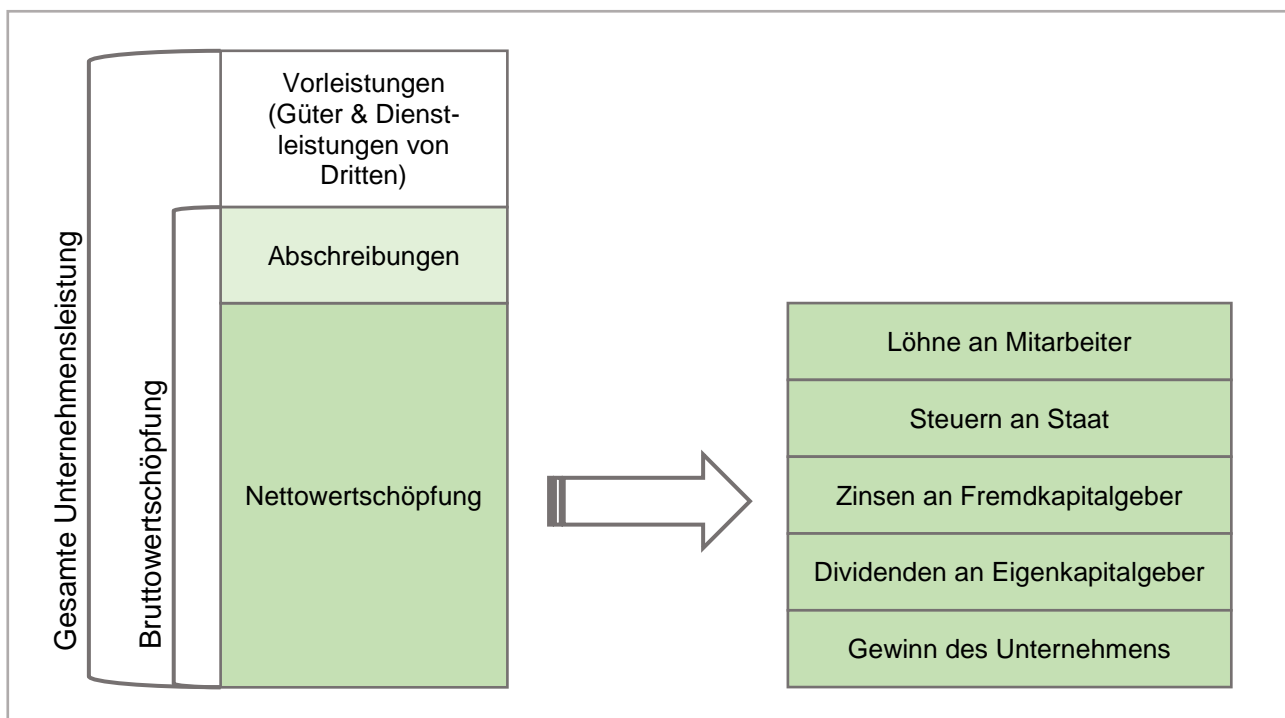 Gesamte Unternehmensleistung
Bruttowertschöpfung
Vorleistungen
(Güter & Dienst-
leistungen von
Dritten)
Abschreibungen
Nettowertschöpfung
Löhne an Mitarbeiter
Steuern an Staat
Zinsen an Fremdkapitalgeber
Dividenden an Eigenkapitalgeber
Gewinn des Unternehmens